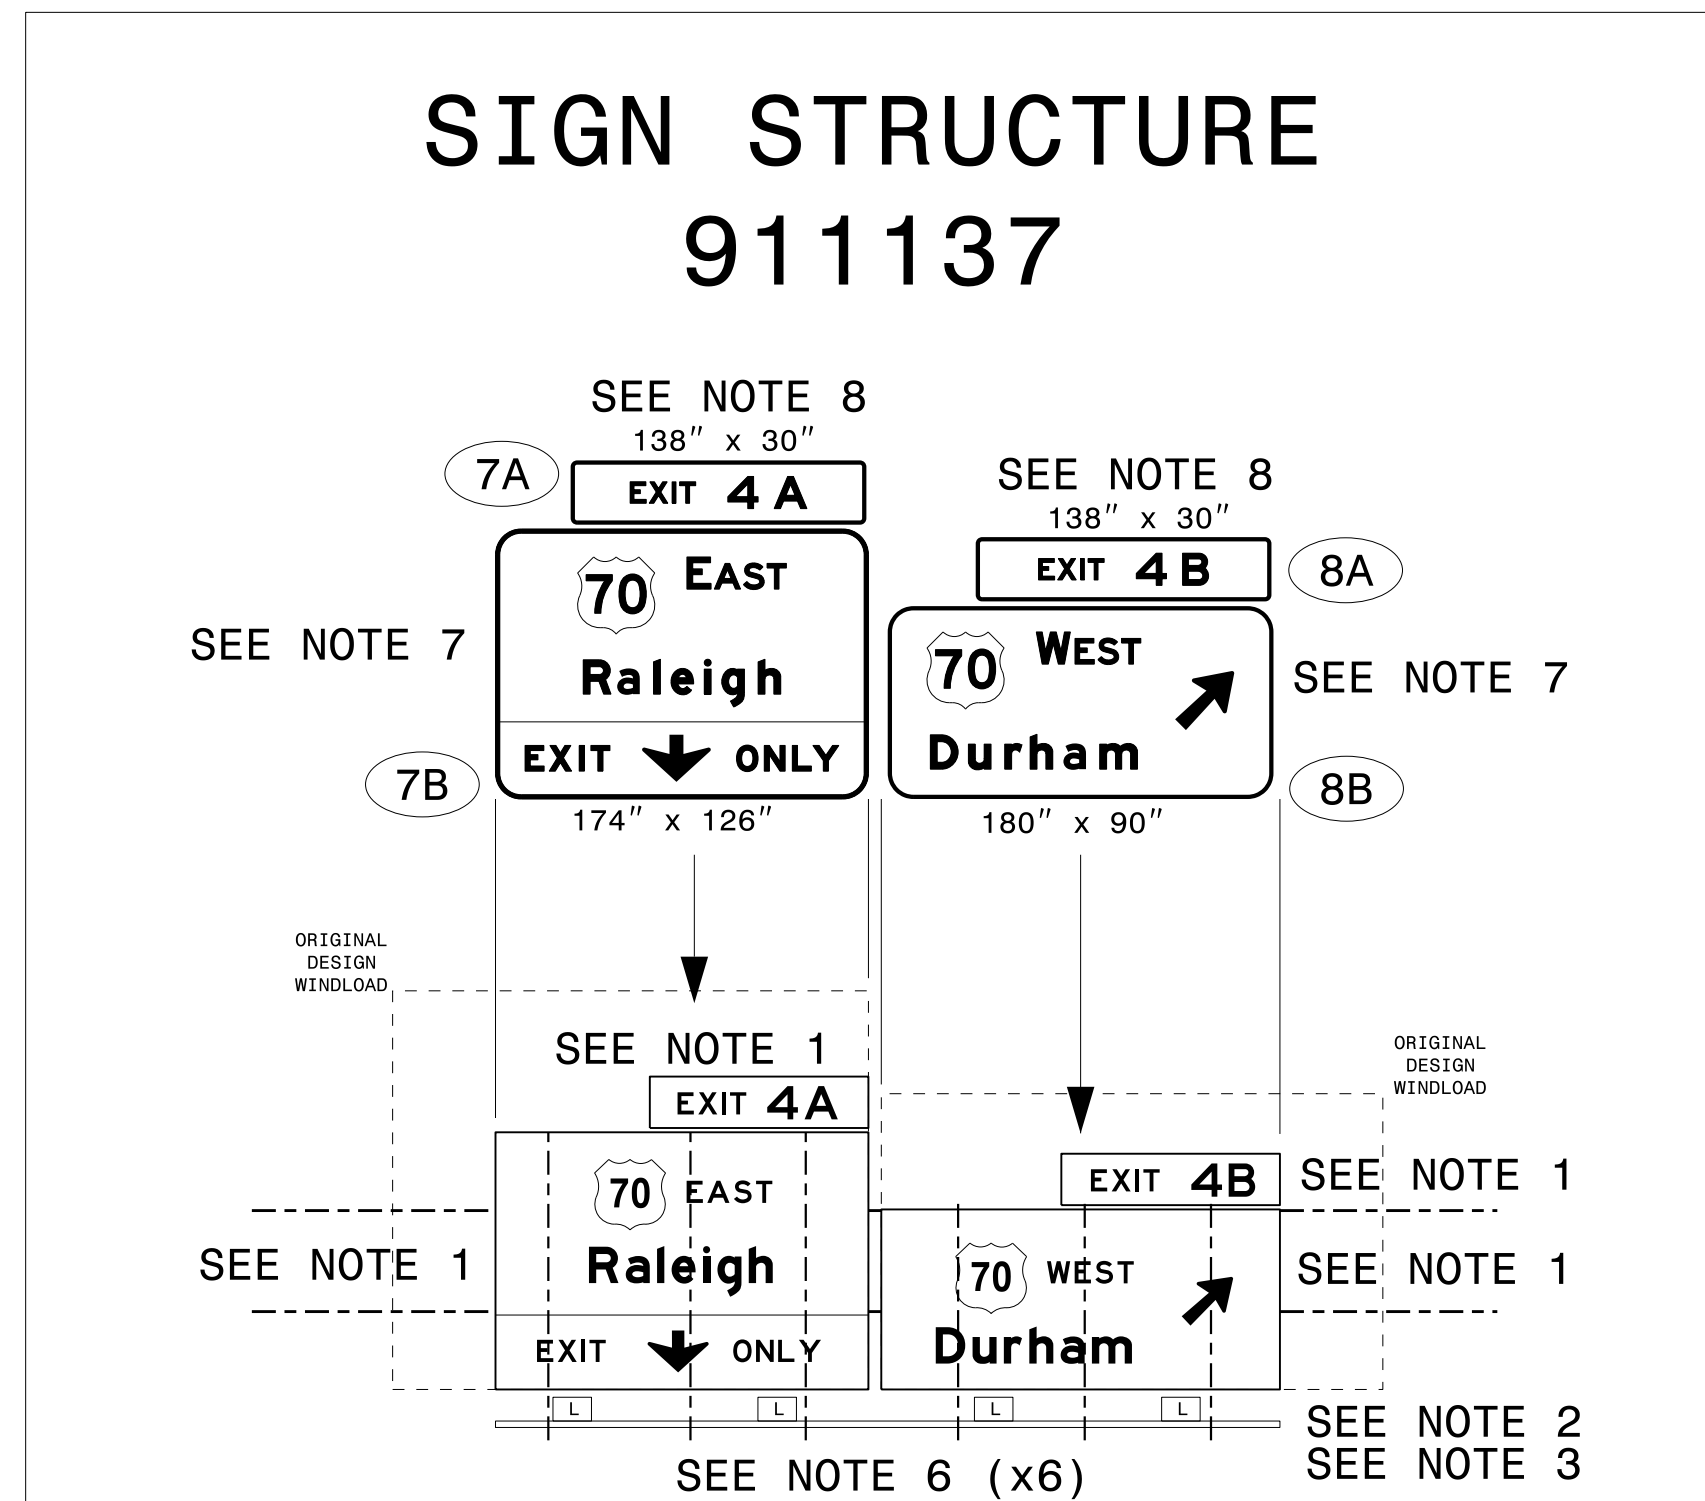 SIGN STRUCTURE
911137
SEE NOTE 8
138" x 30"
7A
EXIT 4 A
SEE NOTE 8
138" x 30"
EXIT 4 B
8A
70 EAST
Raleigh
EXIT ONLY
SEE NOTE 7
7B
174" x 126"
70 WEST
Durham
SEE NOTE 7
8B
180" x 90"
ORIGINAL
DESIGN
WINDLOAD
SEE NOTE 1
EXIT 4A
ORIGINAL
DESIGN
WINDLOAD
70 EAST
Raleigh
EXIT ONLY
SEE NOTE 1
EXIT 4B
SEE NOTE 1
70 WEST
Durham
SEE NOTE 1
L L L L
SEE NOTE 2
SEE NOTE 3
SEE NOTE 6 (x6)